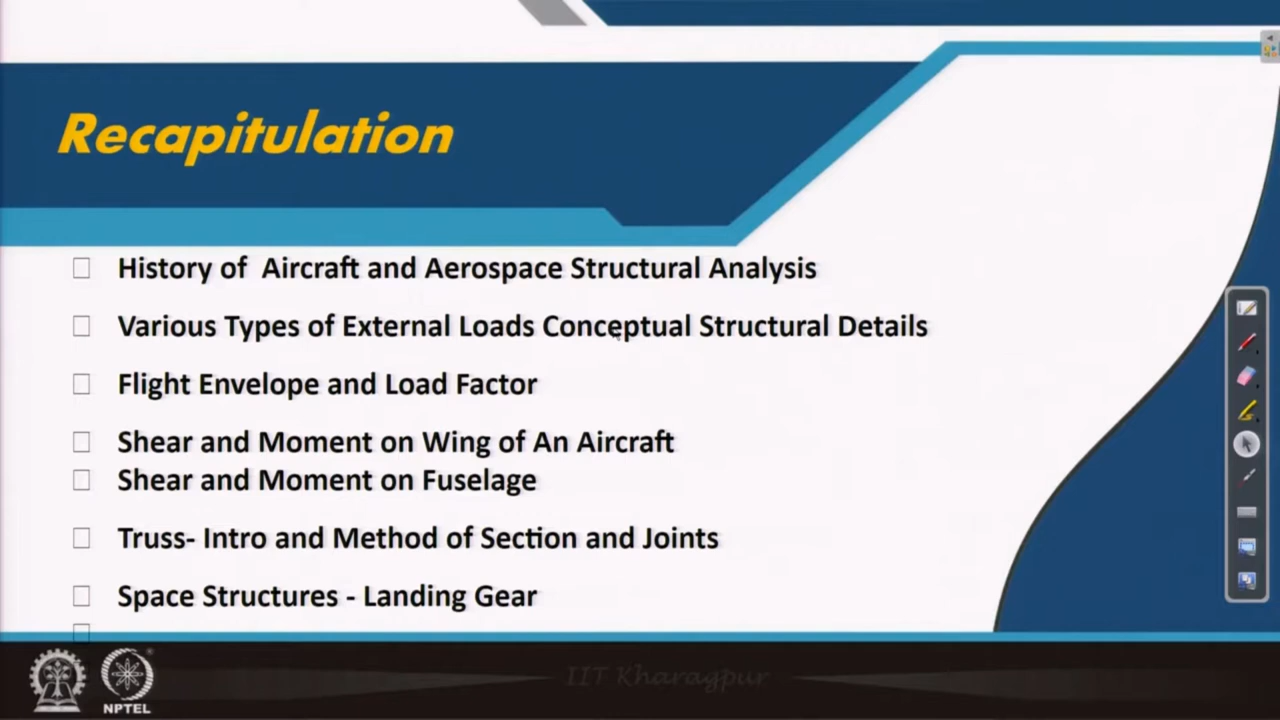 Recapitulation
History of Aircraft and Aerospace Structural Analysis
Various Types of External Loads Conceptual Structural Details
Flight Envelope and Load Factor
Shear and Moment on Wing of An Aircraft
Shear and Moment on Fuselage
Truss- Intro and Method of Section and Joints
Space Structures - Landing Gear
IIT Kharagpur
NPTEL